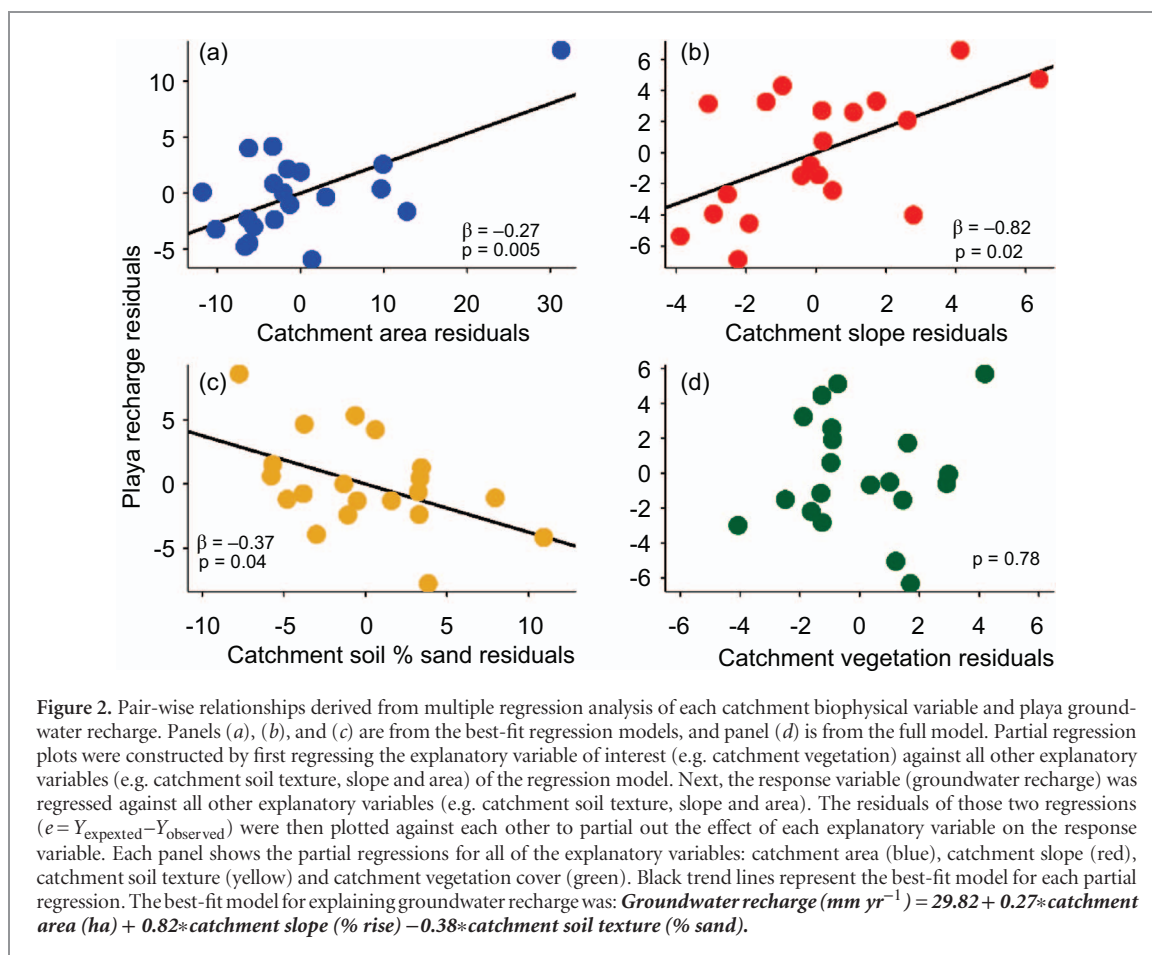 (a)
(b)
10
5
0
-5
6
4
2
0
-2
-4
-6
β = –0.27
p = 0.005
β = –0.82
p = 0.02
-10 0 10 20 30
-4 -2 0 2 4 6
Catchment area residuals
Catchment slope residuals
Playa recharge residuals
(c)
(d)
5
0
-5
6
4
2
0
-2
-4
-6
β = –0.37
p = 0.04
p = 0.78
-10 -5 0 5 10
-6 -4 -2 0 2 4 6
Catchment soil % sand residuals
Catchment vegetation residuals
Figure 2. Pair-wise relationships derived from multiple regression analysis of each catchment biophysical variable and playa ground-
water recharge. Panels (a), (b), and (c) are from the best-fit regression models, and panel (d) is from the full model. Partial regression
plots were constructed by first regressing the explanatory variable of interest (e.g. catchment vegetation) against all other explanatory
variables (e.g. catchment soil texture, slope and area) of the regression model. Next, the response variable (groundwater recharge) was
regressed against all other explanatory variables (e.g. catchment soil texture, slope and area). The residuals of those two regressions
(e = Yexpexted–Yobserved) were then plotted against each other to partial out the effect of each explanatory variable on the response
variable. Each panel shows the partial regressions for all of the explanatory variables: catchment area (blue), catchment slope (red),
catchment soil texture (yellow) and catchment vegetation cover (green). Black trend lines represent the best-fit model for each partial
regression. The best-fit model for explaining groundwater recharge was: Groundwater recharge (mm yr−1) = 29.82 + 0.27*catchment
area (ha) + 0.82*catchment slope (% rise) −0.38*catchment soil texture (% sand).